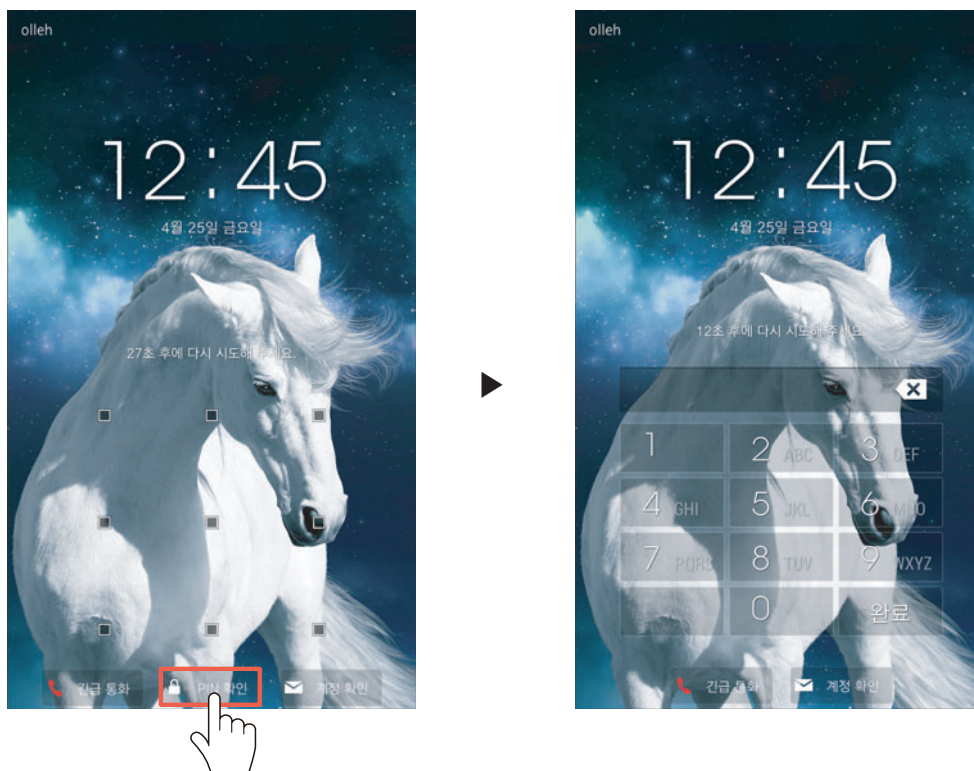 olleh
12:45
4월 25일 금요일
27초 후에 다시 시도해 주세요.
긴급 통화
PIN 확인
계정 확인
olleh
12:45
4월 25일 금요일
12초 후에 다시 시도해 주세요.
1
2 ABC
3 DEF
4 GHI
5 JKL
6 MNO
7 PQRS
8 TUV
9 WXYZ
0
완료
긴급 통화
계정 확인